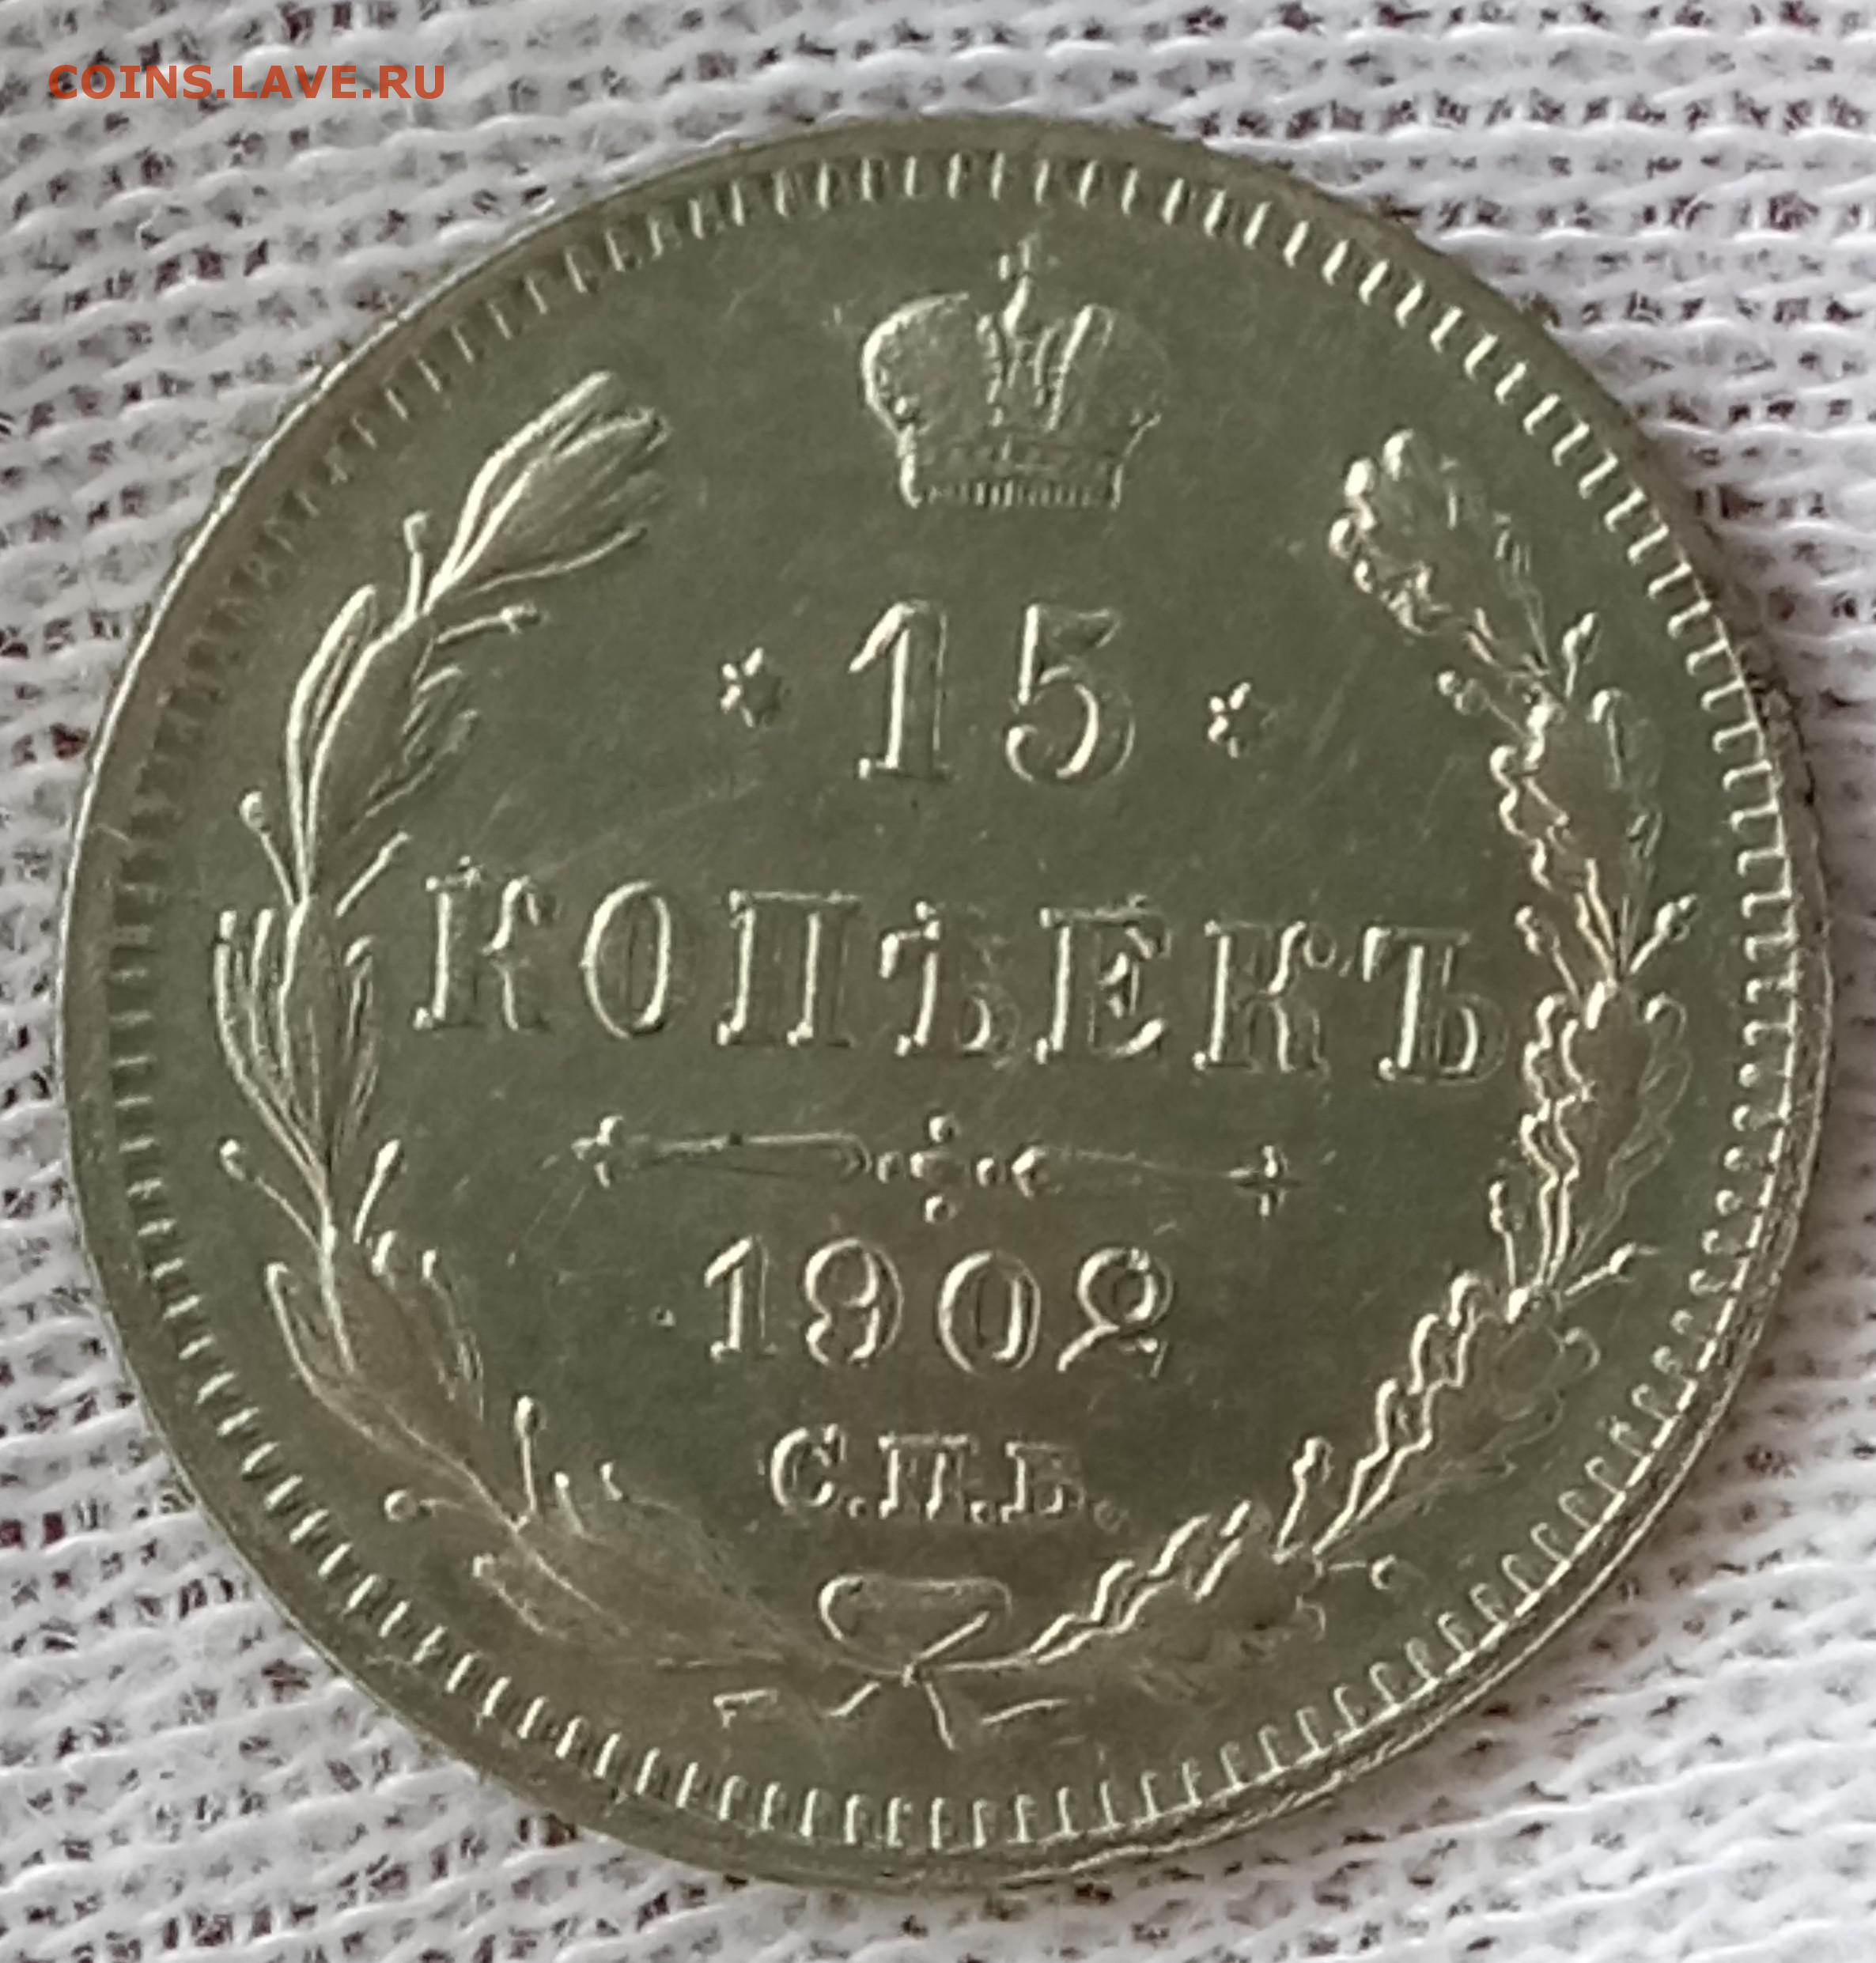 COINS.LAVE.RU
* 15 *
КОПѢЕКЪ
1902
С.П.Б.